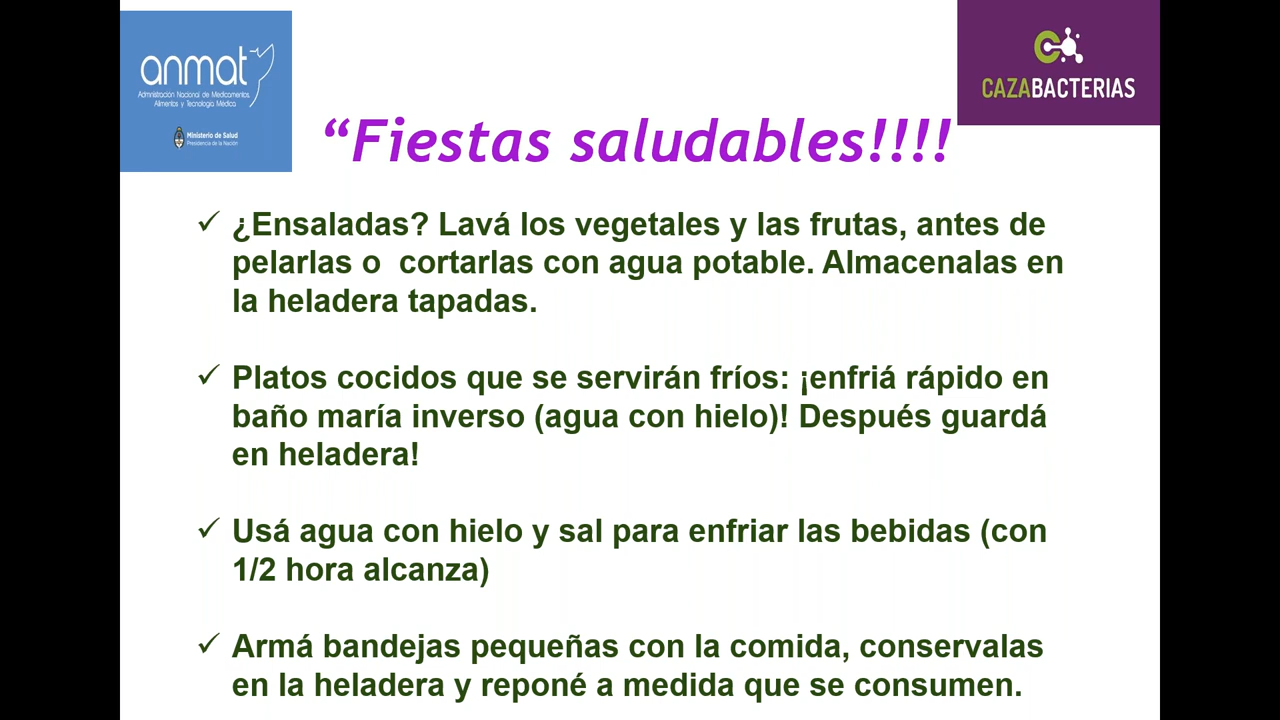 anmat
Administración Nacional de Medicamentos,
Alimentos y Tecnología Médica
Ministerio de Salud
Presidencia de la Nación
CAZABACTERIAS
“Fiestas saludables!!!!
✓ ¿Ensaladas? Lavá los vegetales y las frutas, antes de
pelarlas o  cortarlas con agua potable. Almacenalas en
la heladera tapadas.
✓ Platos cocidos que se servirán fríos: ¡enfriá rápido en
baño maría inverso (agua con hielo)! Después guardá
en heladera!
✓ Usá agua con hielo y sal para enfriar las bebidas (con
1/2 hora alcanza)
✓ Armá bandejas pequeñas con la comida, conservalas
en la heladera y reponé a medida que se consumen.